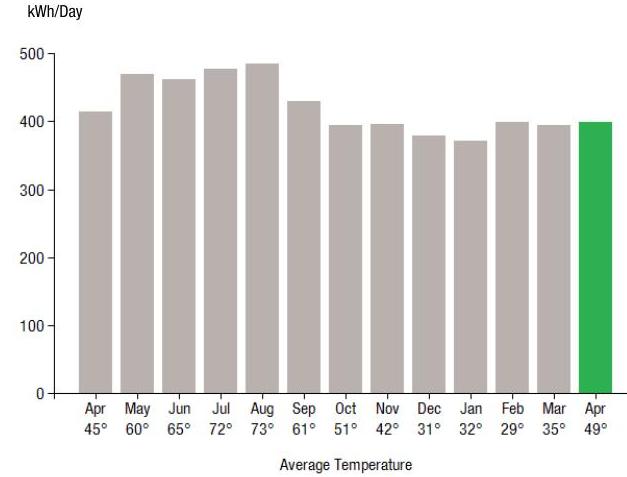 kWh/Day
500
400
300
200
100
0
Apr May Jun Jul Aug Sep Oct Nov Dec Jan Feb Mar Apr
45° 60° 65° 72° 73° 61° 51° 42° 31° 32° 29° 35° 49°
Average Temperature